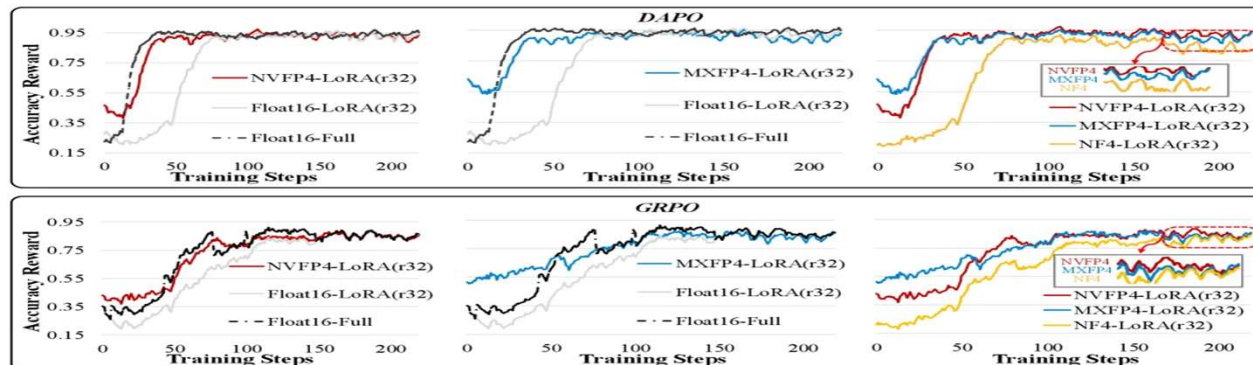 DAPO
Accuracy Reward
0.95
0.75
0.55
0.35
0.15
NVFP4-LoRA(r32)
Float16-LoRA(r32)
Float16-Full
0 50 100 150 200
Training Steps
MXFP4-LoRA(r32)
Float16-LoRA(r32)
Float16-Full
0 50 100 150 200
Training Steps
NVFP4
MXFP4
NF4
NVFP4-LoRA(r32)
MXFP4-LoRA(r32)
NF4-LoRA(r32)
0 50 100 150 200
Training Steps
GRPO
Accuracy Reward
0.95
0.75
0.55
0.35
0.15
NVFP4-LoRA(r32)
Float16-LoRA(r32)
Float16-Full
0 50 100 150 200
Training Steps
MXFP4-LoRA(r32)
Float16-LoRA(r32)
Float16-Full
0 50 100 150 200
Training Steps
NVFP4
MXFP4
NF4
NVFP4-LoRA(r32)
MXFP4-LoRA(r32)
NF4-LoRA(r32)
0 50 100 150 200
Training Steps